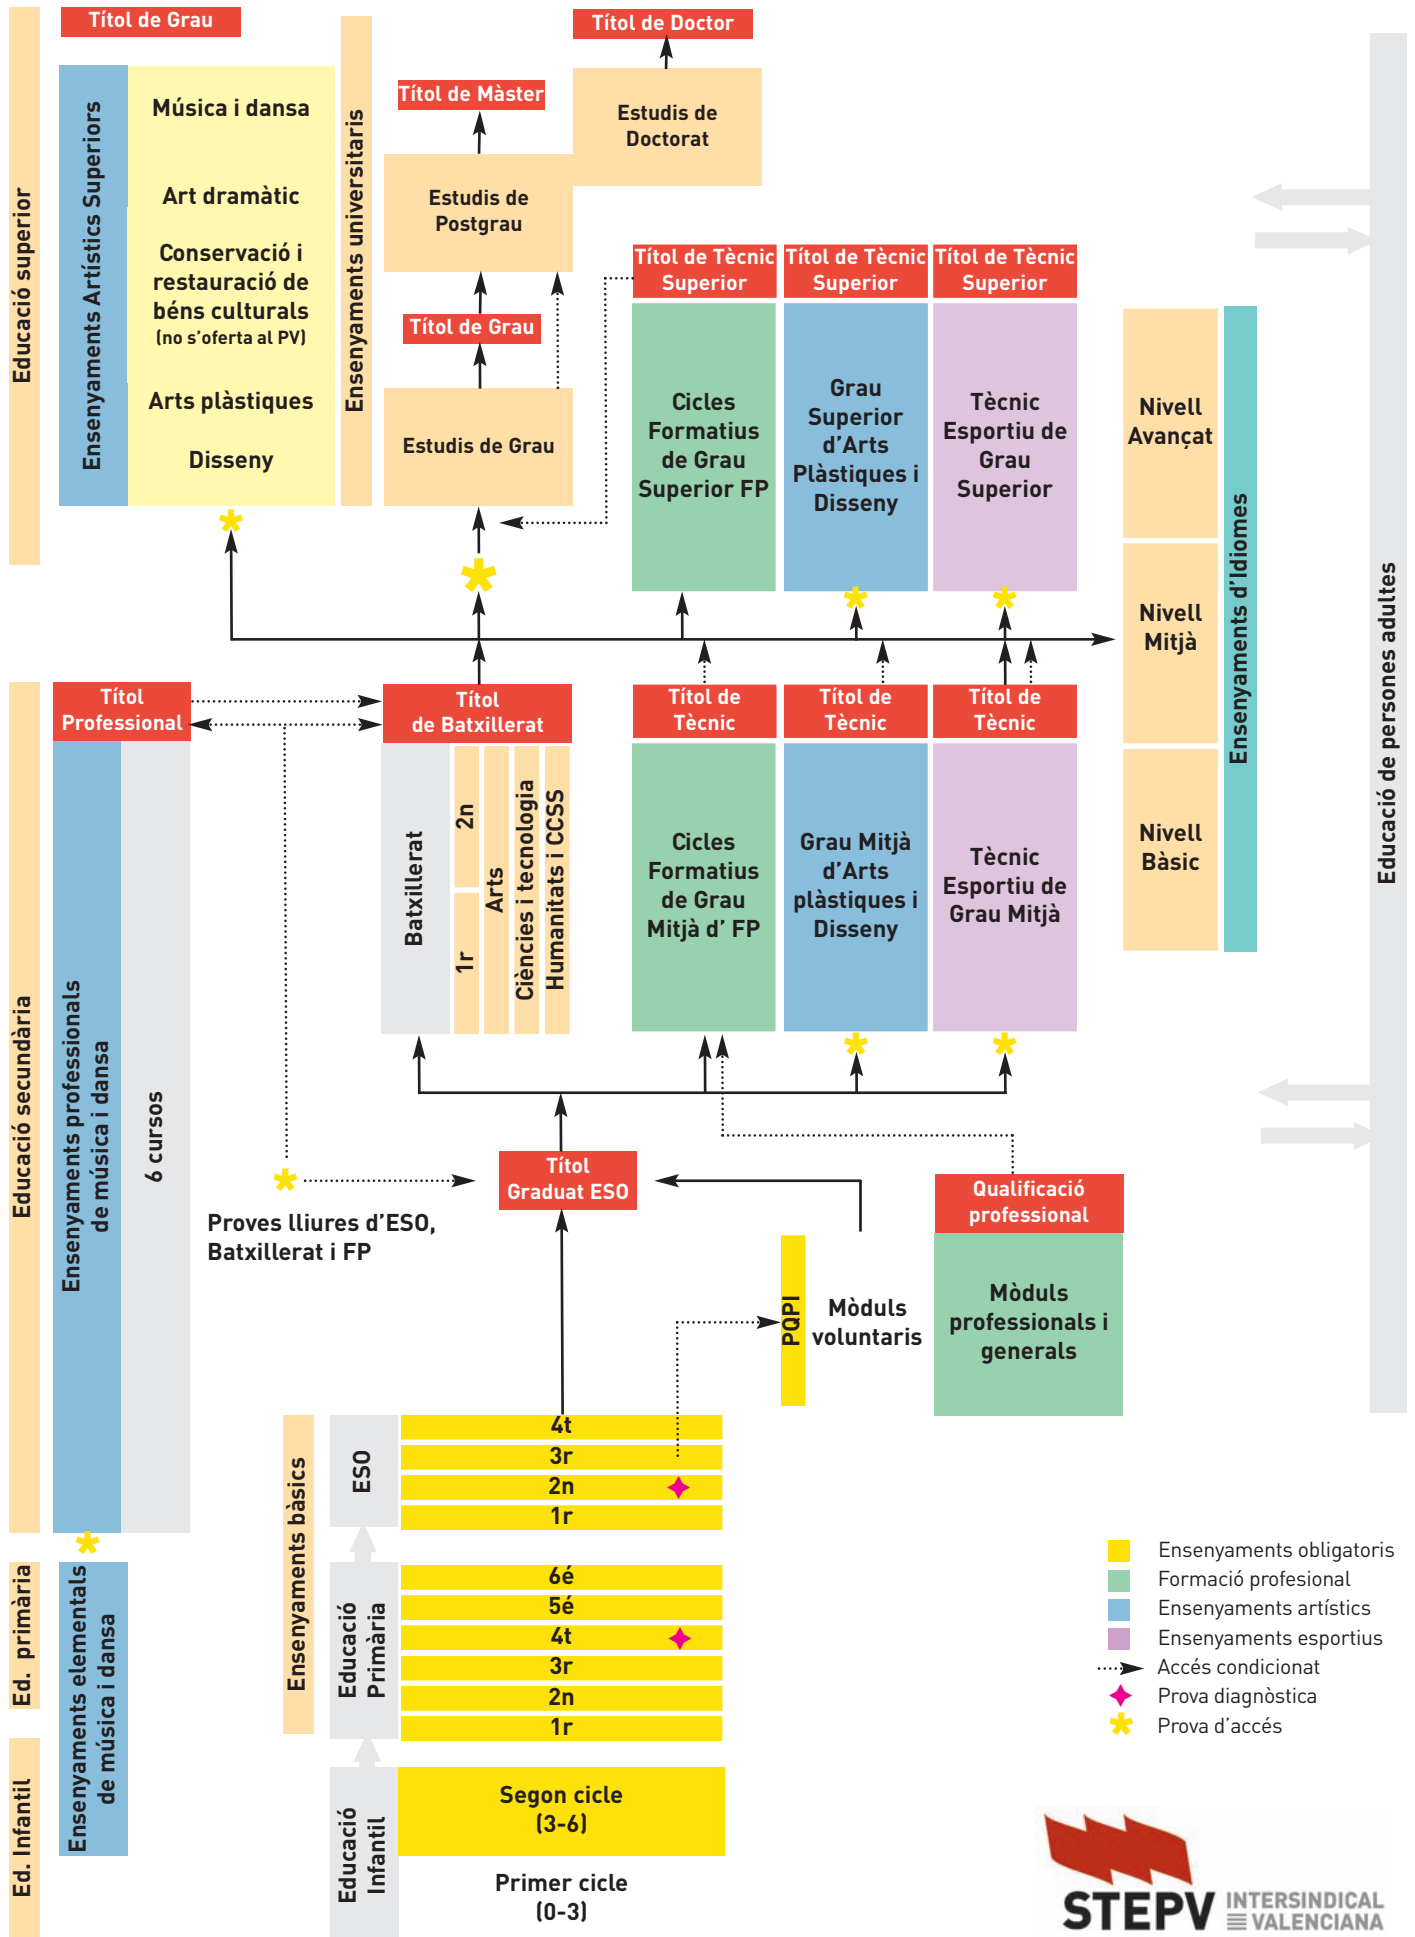 Títol de Grau
Títol de Doctor
Educació superior
Ensenyaments Artístics Superiors
Música i dansa
Art dramàtic
Conservació i
restauració de
béns culturals
(no s'oferta al PV)
Arts plàstiques
Disseny
Ensenyaments universitaris
Títol de Màster
Estudis de
Doctorat
Estudis de
Postgrau
Títol de Grau
Estudis de Grau
Títol de Tècnic
Superior
Títol de Tècnic
Superior
Títol de Tècnic
Superior
Cicles
Formatius
de Grau
Superior FP
Grau
Superior
d'Arts
Plàstiques i
Disseny
Tècnic
Esportiu de
Grau
Superior
Nivell
Avançat
Nivell
Mitjà
Nivell
Bàsic
Ensenyaments d'Idiomes
Educació de persones adultes
Educació secundària
Títol
Professional
Ensenyaments professionals
de música i dansa
6 cursos
Títol
de Batxillerat
Batxillerat
1r
2n
Arts
Ciències i tecnologia
Humanitats i CCSS
Títol de
Tècnic
Títol de
Tècnic
Títol de
Tècnic
Cicles
Formatius
de Grau
Mitjà d' FP
Grau Mitjà
d'Arts
plàstiques i
Disseny
Tècnic
Esportiu de
Grau Mitjà
Títol
Graduat ESO
Proves lliures d'ESO,
Batxillerat i FP
Qualificació
professional
PQPI
Mòduls
voluntaris
Mòduls
professionals i
generals
Ensenyaments bàsics
ESO
4t
3r
2n
1r
Ed. primària
Ensenyaments elementals
de música i dansa
Educació
Primària
6é
5é
4t
3r
2n
1r
Ed. Infantil
Educació
Infantil
Segon cicle
(3-6)
Primer cicle
(0-3)
Ensenyaments obligatoris
Formació profesional
Ensenyaments artístics
Ensenyaments esportius
Accés condicionat
Prova diagnòstica
Prova d'accés
STEPV INTERSINDICAL
VALENCIANA